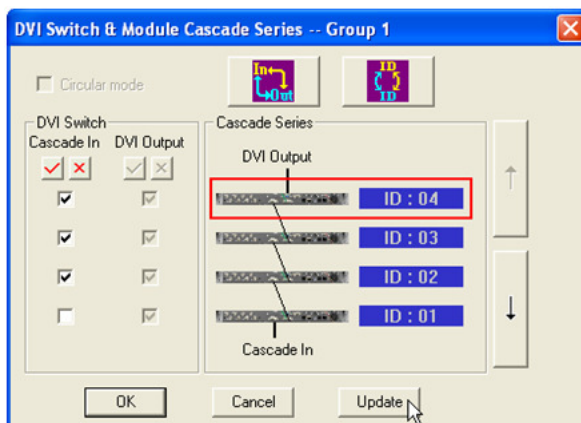 DVI Switch & Module Cascade Series -- Group 1
Circular mode
In
Out
ID
ID
DVI Switch
Cascade In DVI Output
Cascade Series
DVI Output
ID : 04
ID : 03
ID : 02
ID : 01
Cascade In
OK Cancel Update